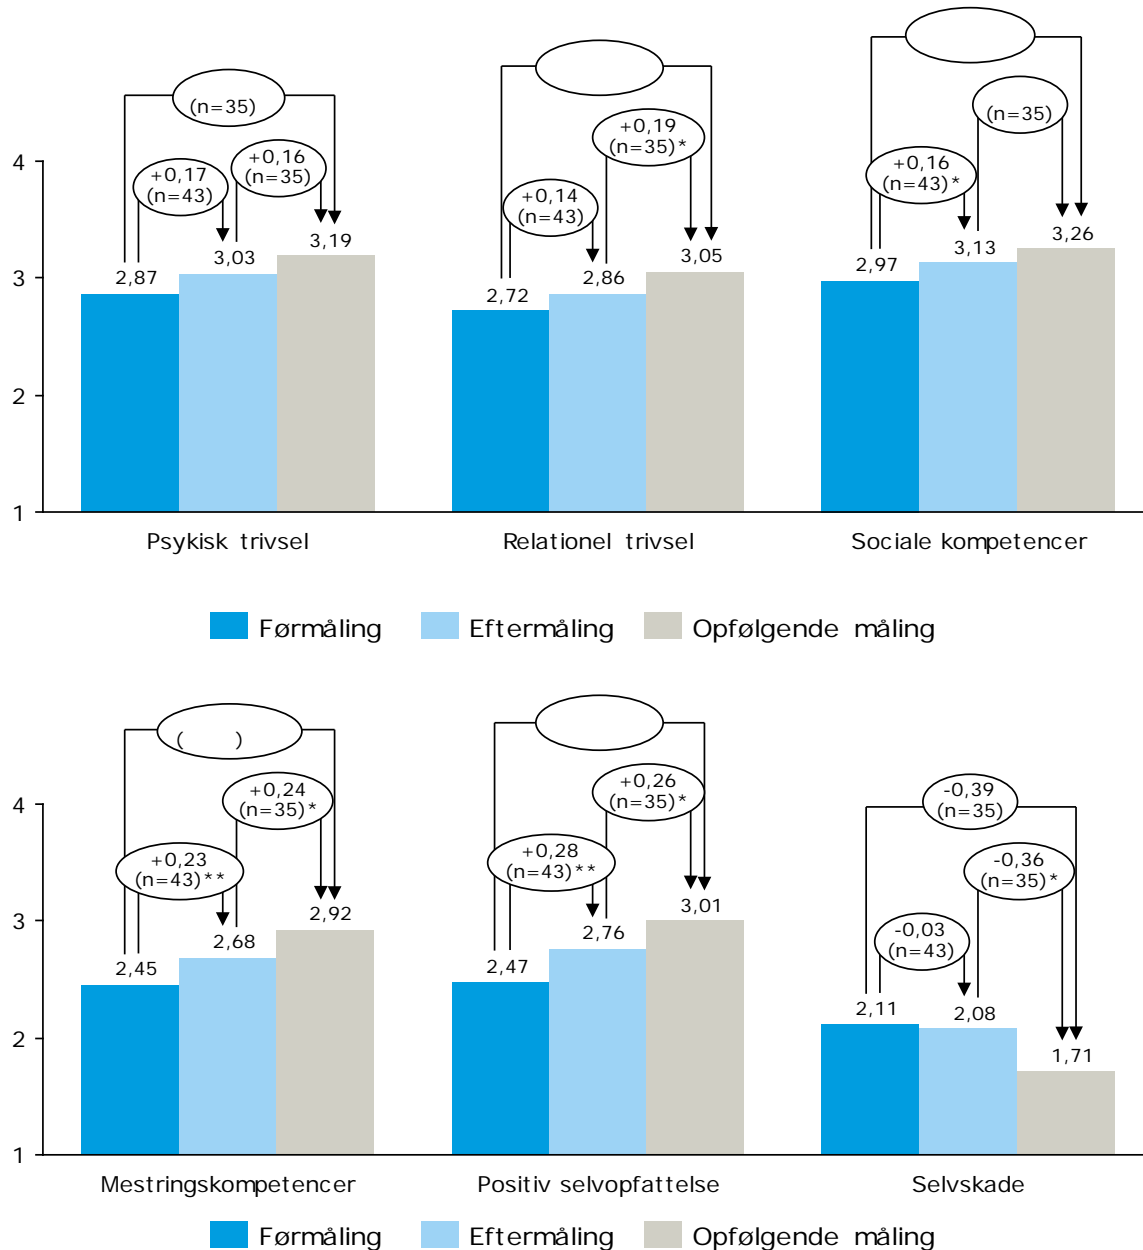 (n=35)
+0,17
(n=43)
+0,16
(n=35)
+0,14
(n=43)
+0,19
(n=35)*
+0,16
(n=43)*
(n=35)
4
3
2
1
2,87
3,03
3,19
2,72
2,86
3,05
2,97
3,13
3,26
Psykisk trivsel
Relationel trivsel
Sociale kompetencer
Førmåling
Eftermåling
Opfølgende måling
( )
+0,23
(n=43)**
+0,24
(n=35)*
+0,28
(n=43)**
+0,26
(n=35)*
-0,39
(n=35)
-0,03
(n=43)
-0,36
(n=35)*
4
3
2
1
2,45
2,68
2,92
2,47
2,76
3,01
2,11
2,08
1,71
Mestringskompetencer
Positiv selvopfattelse
Selvskade
Førmåling
Eftermåling
Opfølgende måling